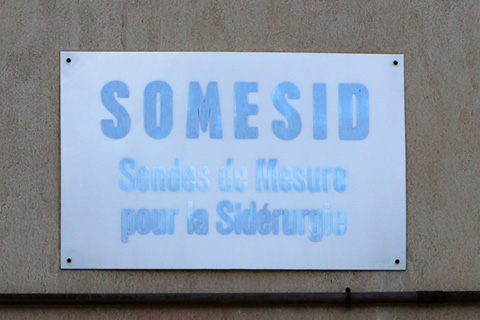 SOMESID
Sondes de Mesure
pour la Sidérurgie